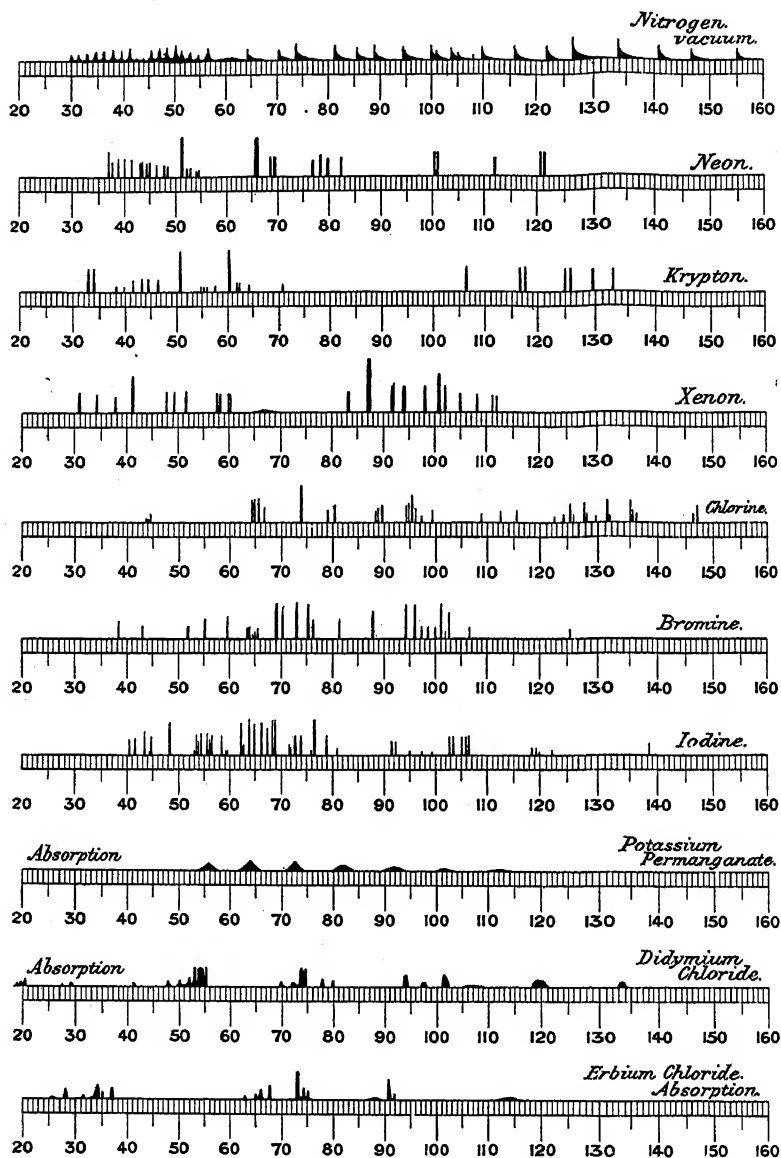 Nitrogen.
vacuum.
20 30 40 50 60 70 80 90 100 110 120 130 140 150 160
Neon.
20 30 40 50 60 70 80 90 100 110 120 130 140 150 160
Krypton.
20 30 40 50 60 70 80 90 100 110 120 130 140 150 160
Xenon.
20 30 40 50 60 70 80 90 100 110 120 130 140 150 160
Chlorine.
20 30 40 50 60 70 80 90 100 110 120 130 140 150 160
Bromine.
20 30 40 50 60 70 80 90 100 110 120 130 140 150 160
Iodine.
20 30 40 50 60 70 80 90 100 110 120 130 140 150 160
Absorption Potassium
Permanganate.
20 30 40 50 60 70 80 90 100 110 120 130 140 150 160
Absorption Didymium
Chloride.
20 30 40 50 60 70 80 90 100 110 120 130 140 150 160
Erbium Chloride.
Absorption.
20 30 40 50 60 70 80 90 100 110 120 130 140 150 160